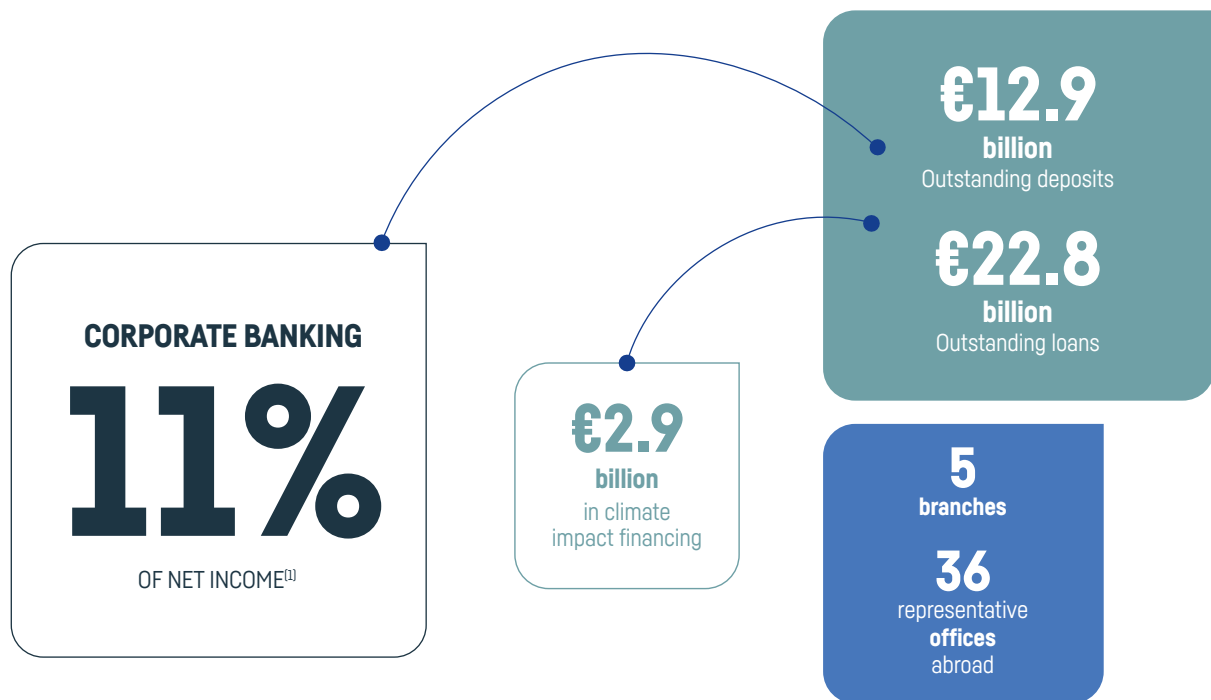 CORPORATE BANKING
11%
OF NET INCOME[1]
€2.9
billion
in climate
impact financing
€12.9
billion
Outstanding deposits
€22.8
billion
Outstanding loans
5
branches
36
representative
offices
abroad